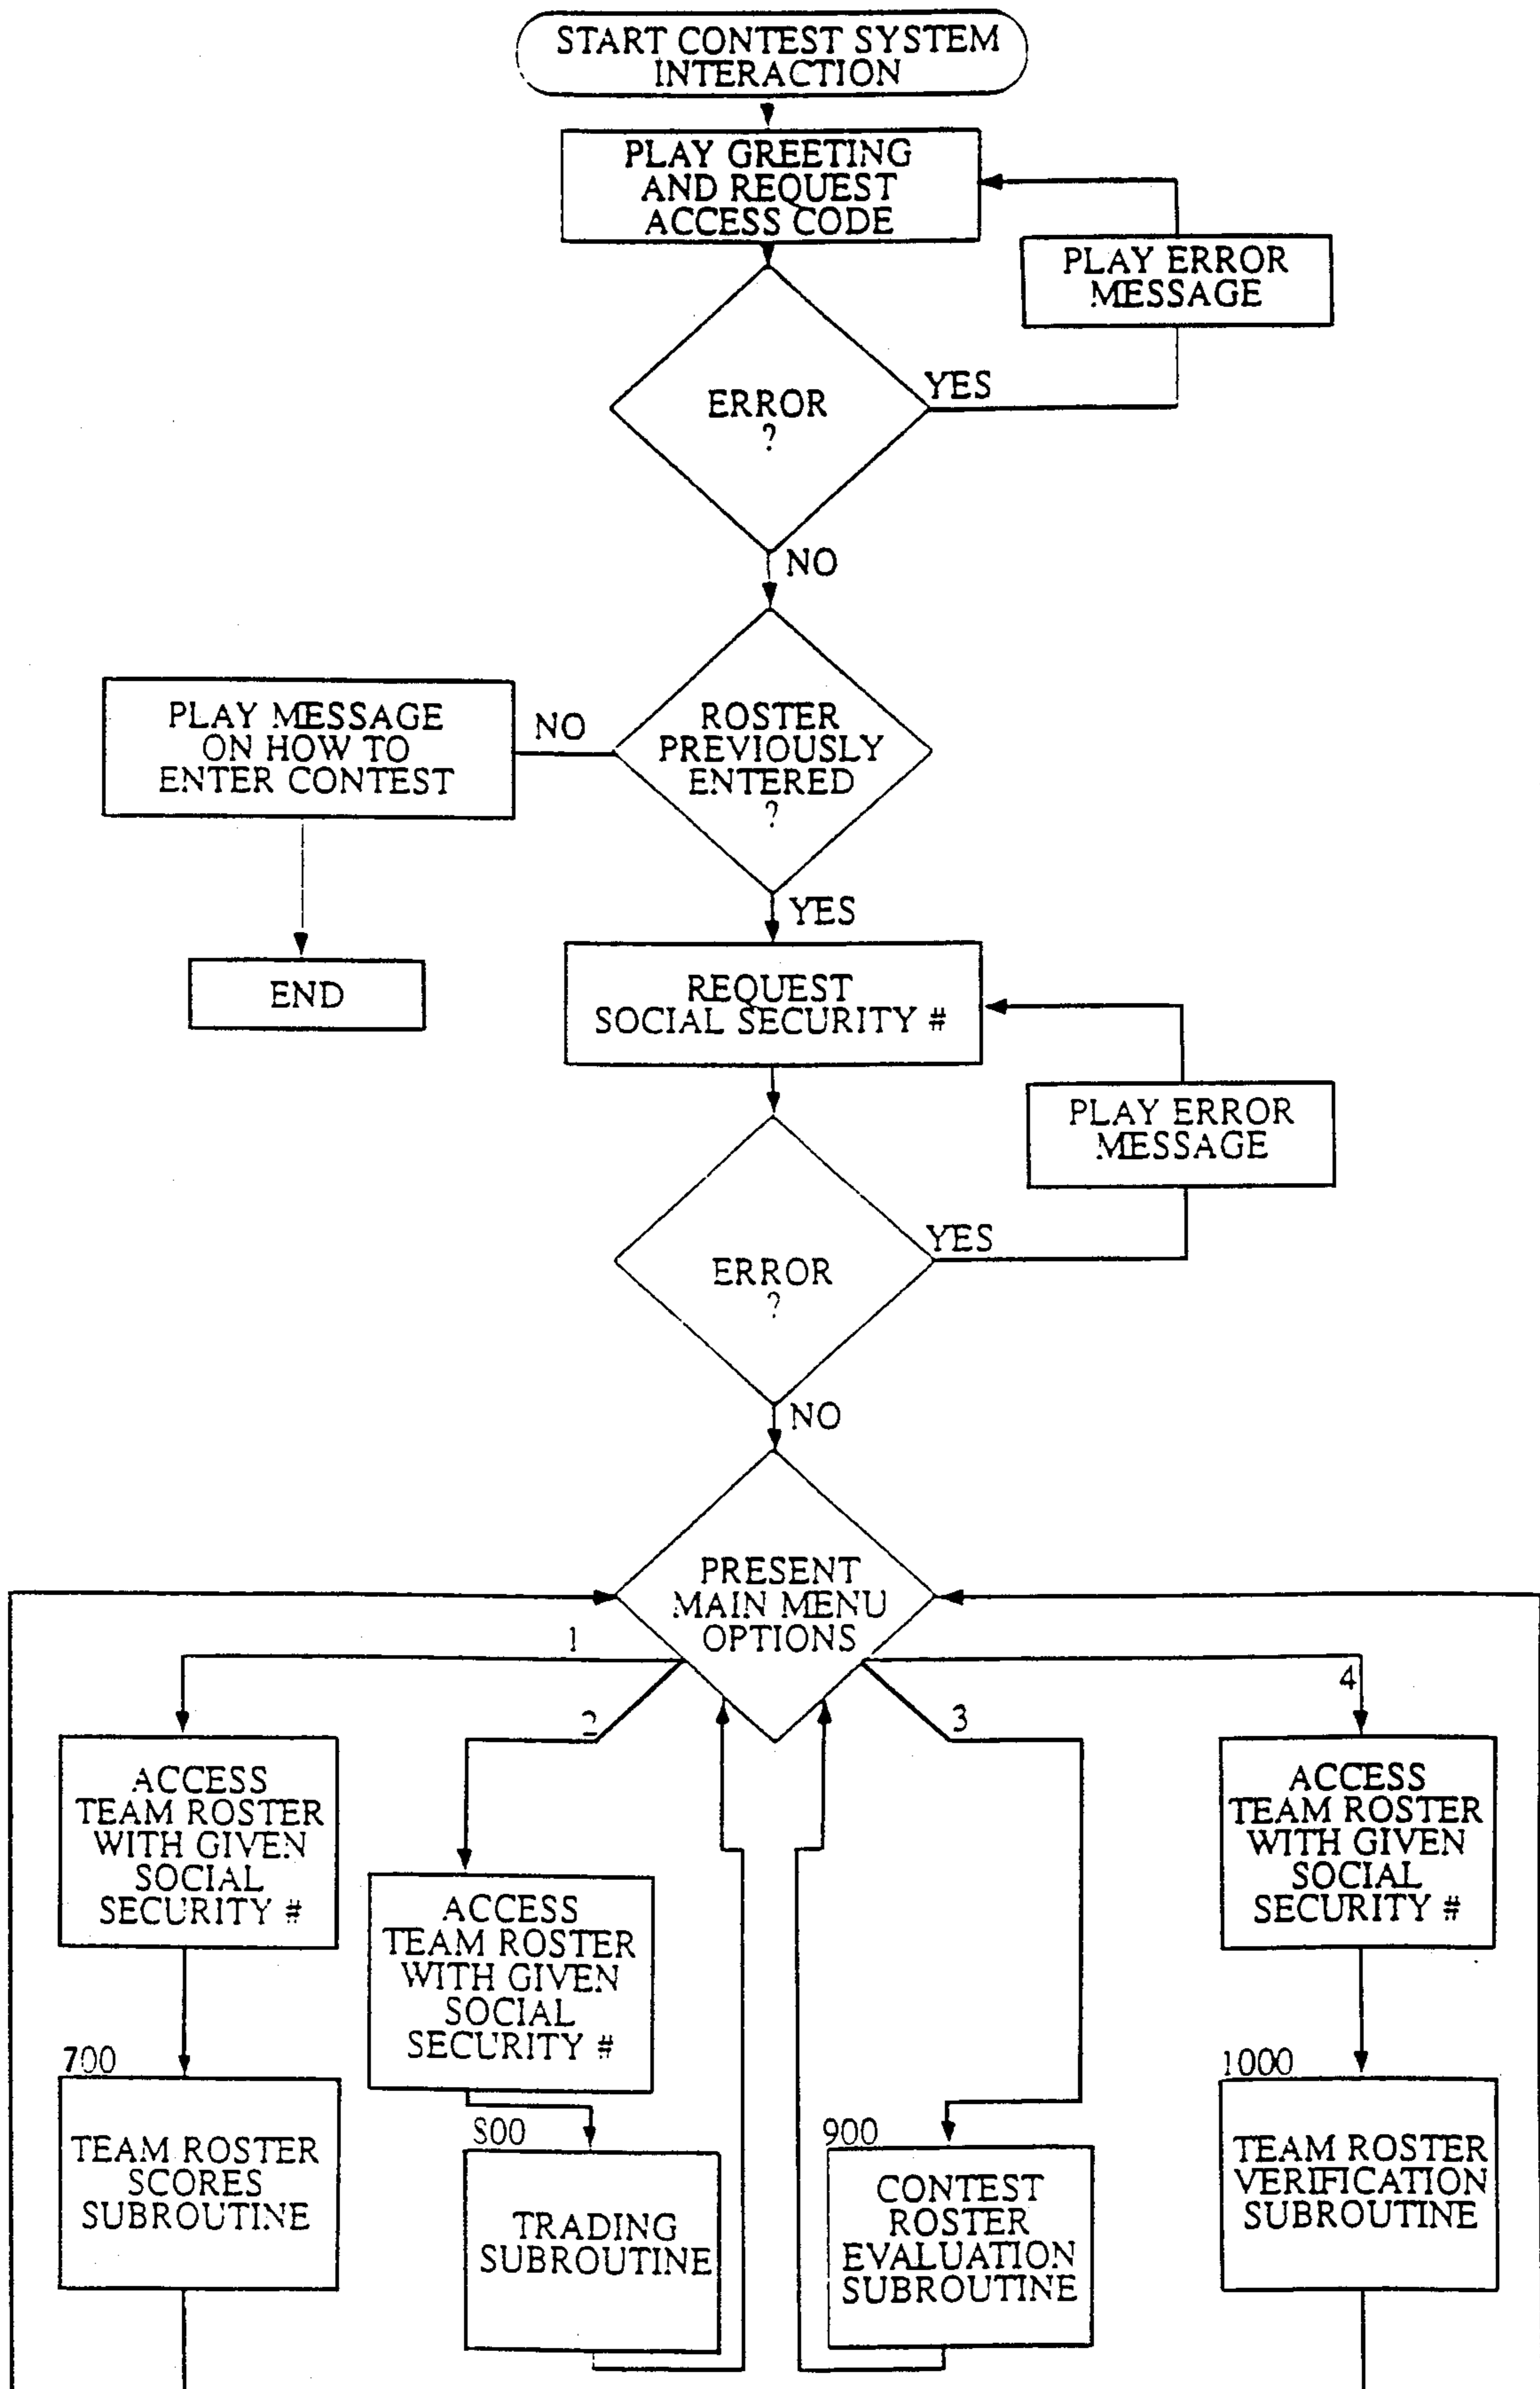 START CONTEST SYSTEM
INTERACTION
PLAY GREETING
AND REQUEST
ACCESS CODE
PLAY ERROR
MESSAGE
ERROR
?
YES
NO
ROSTER
PREVIOUSLY
ENTERED
?
NO
PLAY MESSAGE
ON HOW TO
ENTER CONTEST
END
YES
REQUEST
SOCIAL SECURITY #
PLAY ERROR
MESSAGE
ERROR
?
YES
NO
PRESENT
MAIN MENU
OPTIONS
1
2
3
4
ACCESS
TEAM ROSTER
WITH GIVEN
SOCIAL
SECURITY #
ACCESS
TEAM ROSTER
WITH GIVEN
SOCIAL
SECURITY #
ACCESS
TEAM ROSTER
WITH GIVEN
SOCIAL
SECURITY #
700
TEAM ROSTER
SCORES
SUBROUTINE
800
TRADING
SUBROUTINE
900
CONTEST
ROSTER
EVALUATION
SUBROUTINE
1000
TEAM ROSTER
VERIFICATION
SUBROUTINE